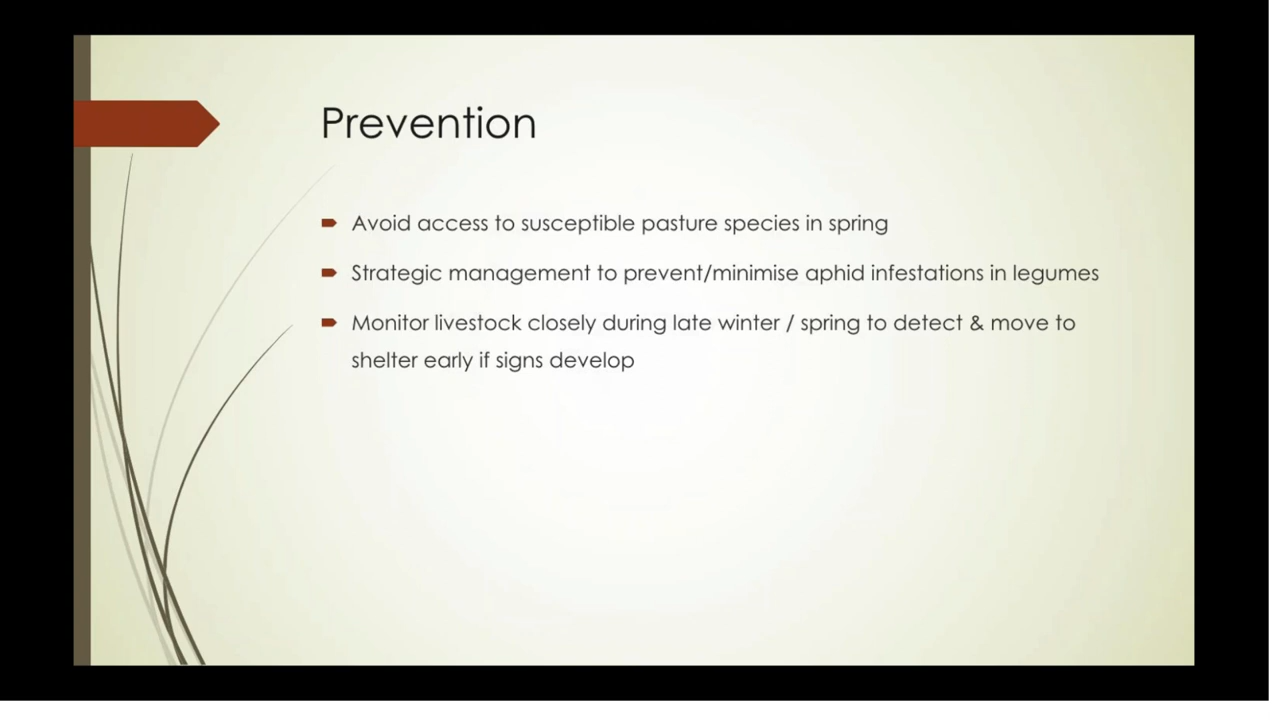 Prevention
Avoid access to susceptible pasture species in spring
Strategic management to prevent/minimise aphid infestations in legumes
Monitor livestock closely during late winter / spring to detect & move to
shelter early if signs develop